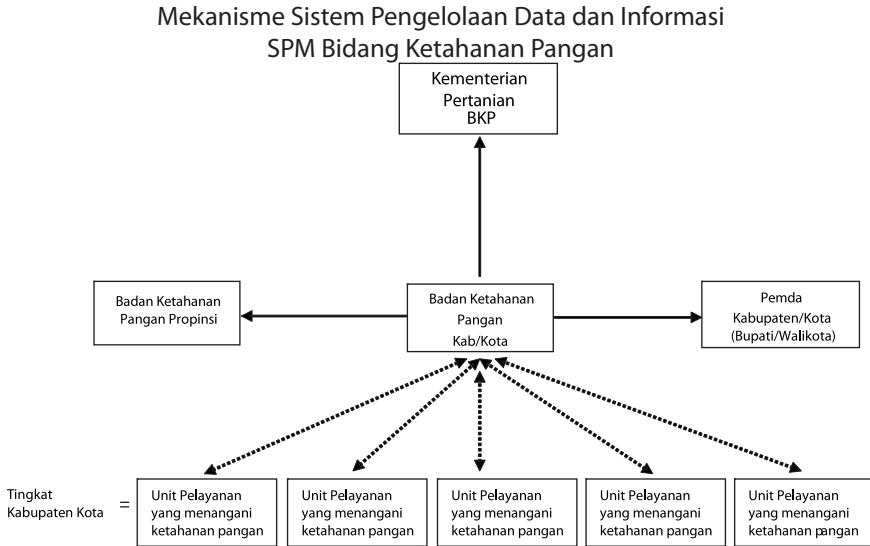 Mekanisme Sistem Pengelolaan Data dan Informasi
SPM Bidang Ketahanan Pangan
Kementerian
Pertanian
BKP
Badan Ketahanan
Pangan Propinsi
Badan Ketahanan
Pangan
Kab/Kota
Pemda
Kabupaten/Kota
(Bupati/Walikota)
Tingkat
Kabupaten Kota
=
Unit Pelayanan
yang menangani
ketahanan pangan
Unit Pelayanan
yang menangani
ketahanan pangan
Unit Pelayanan
yang menangani
ketahanan pangan
Unit Pelayanan
yang menangani
ketahanan pangan
Unit Pelayanan
yang menangani
ketahanan pangan